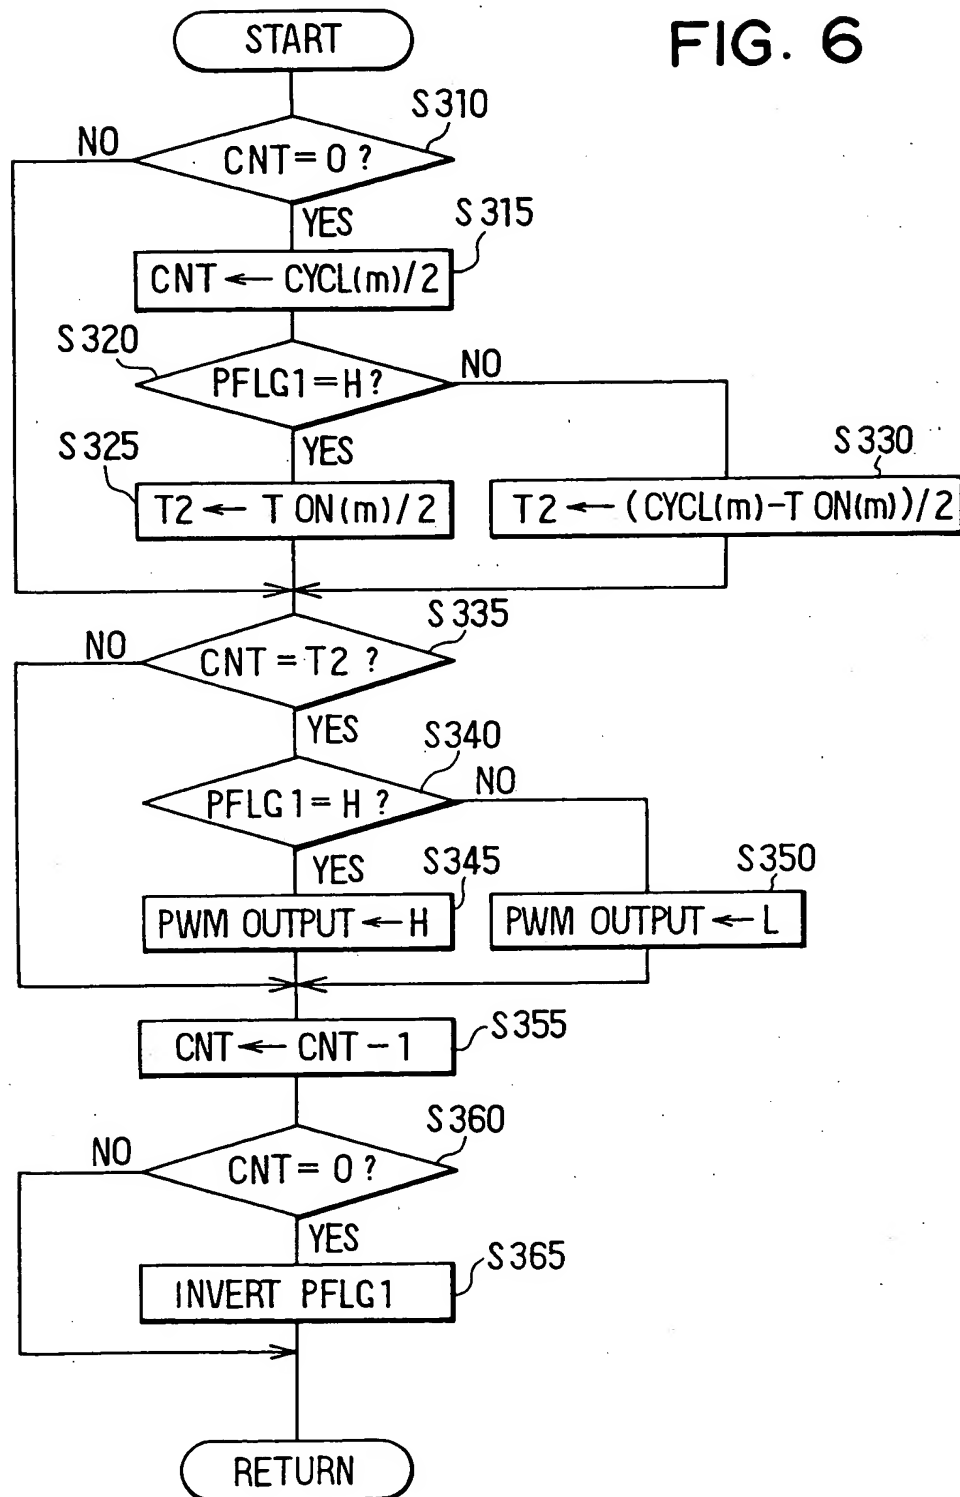 START
FIG. 6
S310
NO
CNT = 0 ?
YES
S315
CNT ← CYCL(m)/2
S320
NO
PFLG1 = H ?
YES
S325
S330
T2 ← T ON(m)/2
T2 ← (CYCL(m)-T ON(m))/2
S335
NO
CNT = T2 ?
YES
S340
NO
PFLG1 = H ?
YES
S345
S350
PWM OUTPUT ← H
PWM OUTPUT ← L
CNT ← CNT - 1
S355
S360
NO
CNT = 0 ?
YES
S365
INVERT PFLG1
RETURN